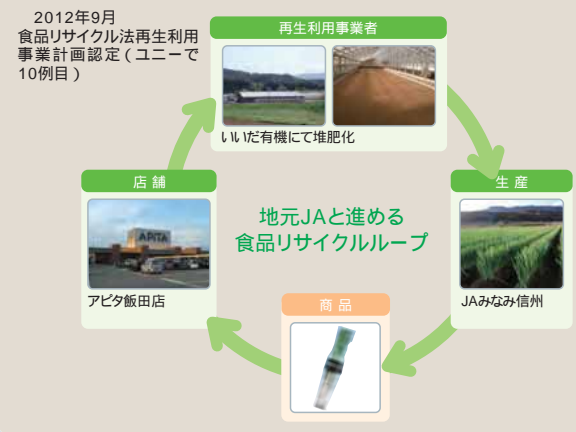 2012年9月
食品リサイクル法再生利用
事業計画認定(ユニーで
10例目)
再生利用事業者
いいだ有機にて堆肥化
店舗
APITA
アピタ飯田店
地元JAと進める
食品リサイクルループ
生産
JAみなみ信州
商品